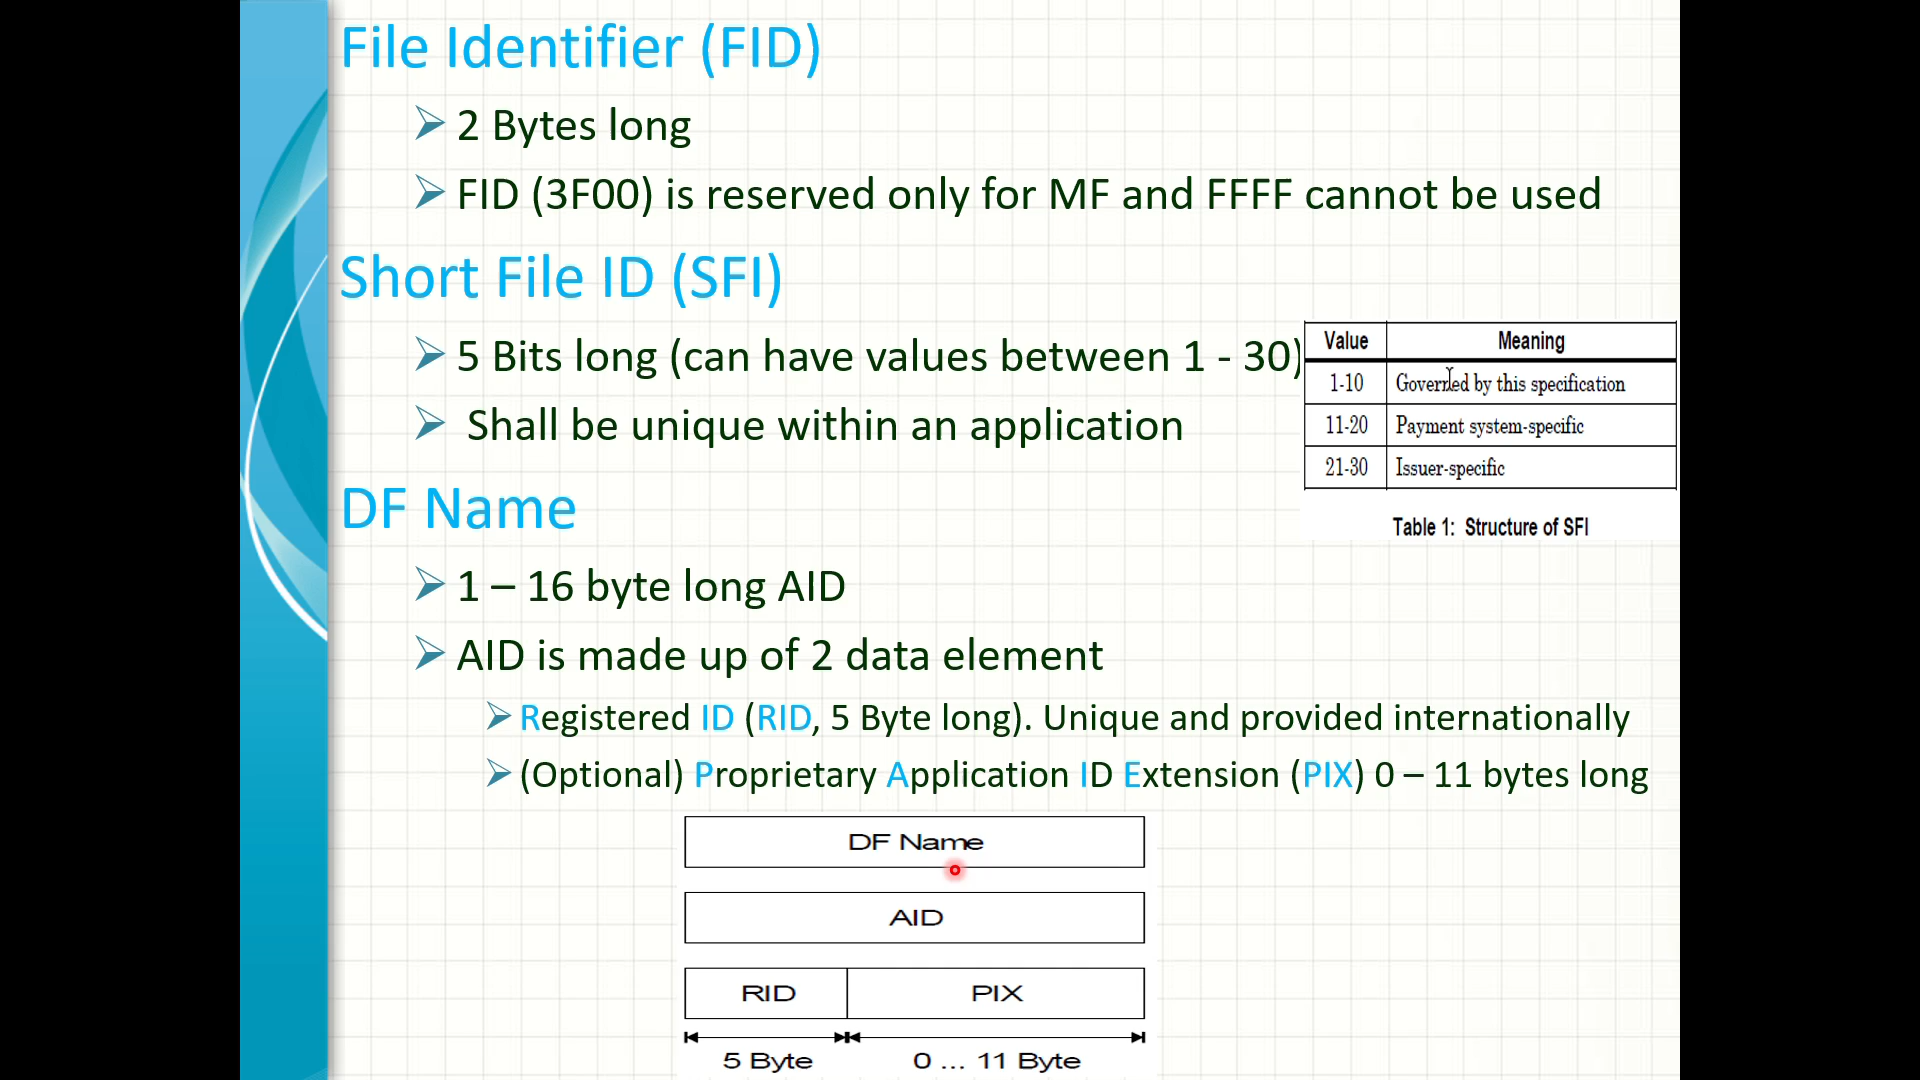 File Identifier (FID)
2 Bytes long
FID (3F00) is reserved only for MF and FFFF cannot be used
Short File ID (SFI)
5 Bits long (can have values between 1 - 30)
Shall be unique within an application
Value Meaning
1-10 Governed by this specification
11-20 Payment system-specific
21-30 Issuer-specific
Table 1: Structure of SFI
DF Name
1 – 16 byte long AID
AID is made up of 2 data element
Registered ID (RID, 5 Byte long). Unique and provided internationally
(Optional) Proprietary Application ID Extension (PIX) 0 – 11 bytes long
DF Name
AID
RID PIX
5 Byte 0 ... 11 Byte